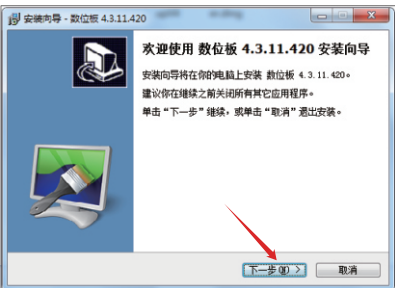 安装向导 - 数位板 4.3.11.420
欢迎使用 数位板 4.3.11.420 安装向导
安装向导将在你的电脑上安装 数位板 4.3.11.420。
建议你在继续之前关闭所有其它应用程序。
单击“下一步”继续，或单击“取消”退出安装。
下一步(N) >
取消